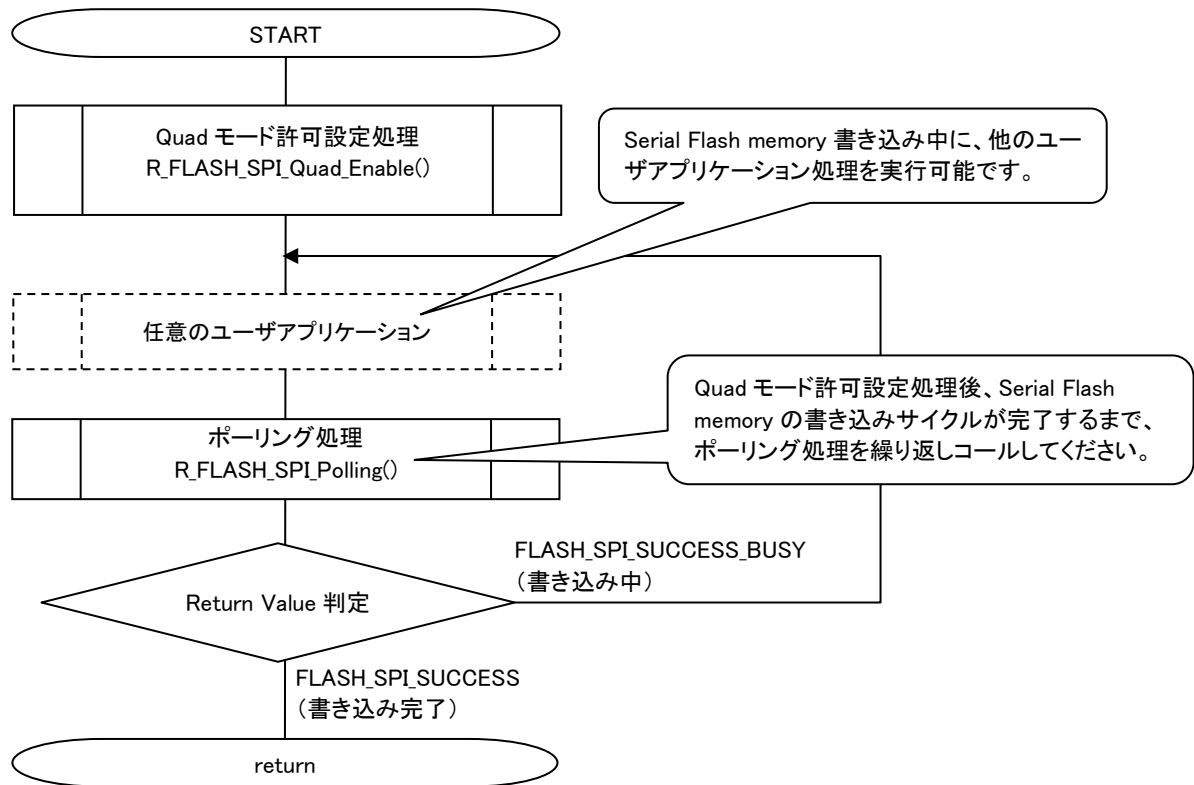 START
Quad モード許可設定処理
R_FLASH_SPI_Quad_Enable()
Serial Flash memory 書き込み中に、他のユー
ザアプリケーション処理を実行可能です。
任意のユーザアプリケーション
Quad モード許可設定処理後、Serial Flash
memory の書き込みサイクルが完了するまで、
ポーリング処理を繰り返しコールしてください。
ポーリング処理
R_FLASH_SPI_Polling()
FLASH_SPI_SUCCESS_BUSY
（書き込み中）
Return Value 判定
FLASH_SPI_SUCCESS
（書き込み完了）
return